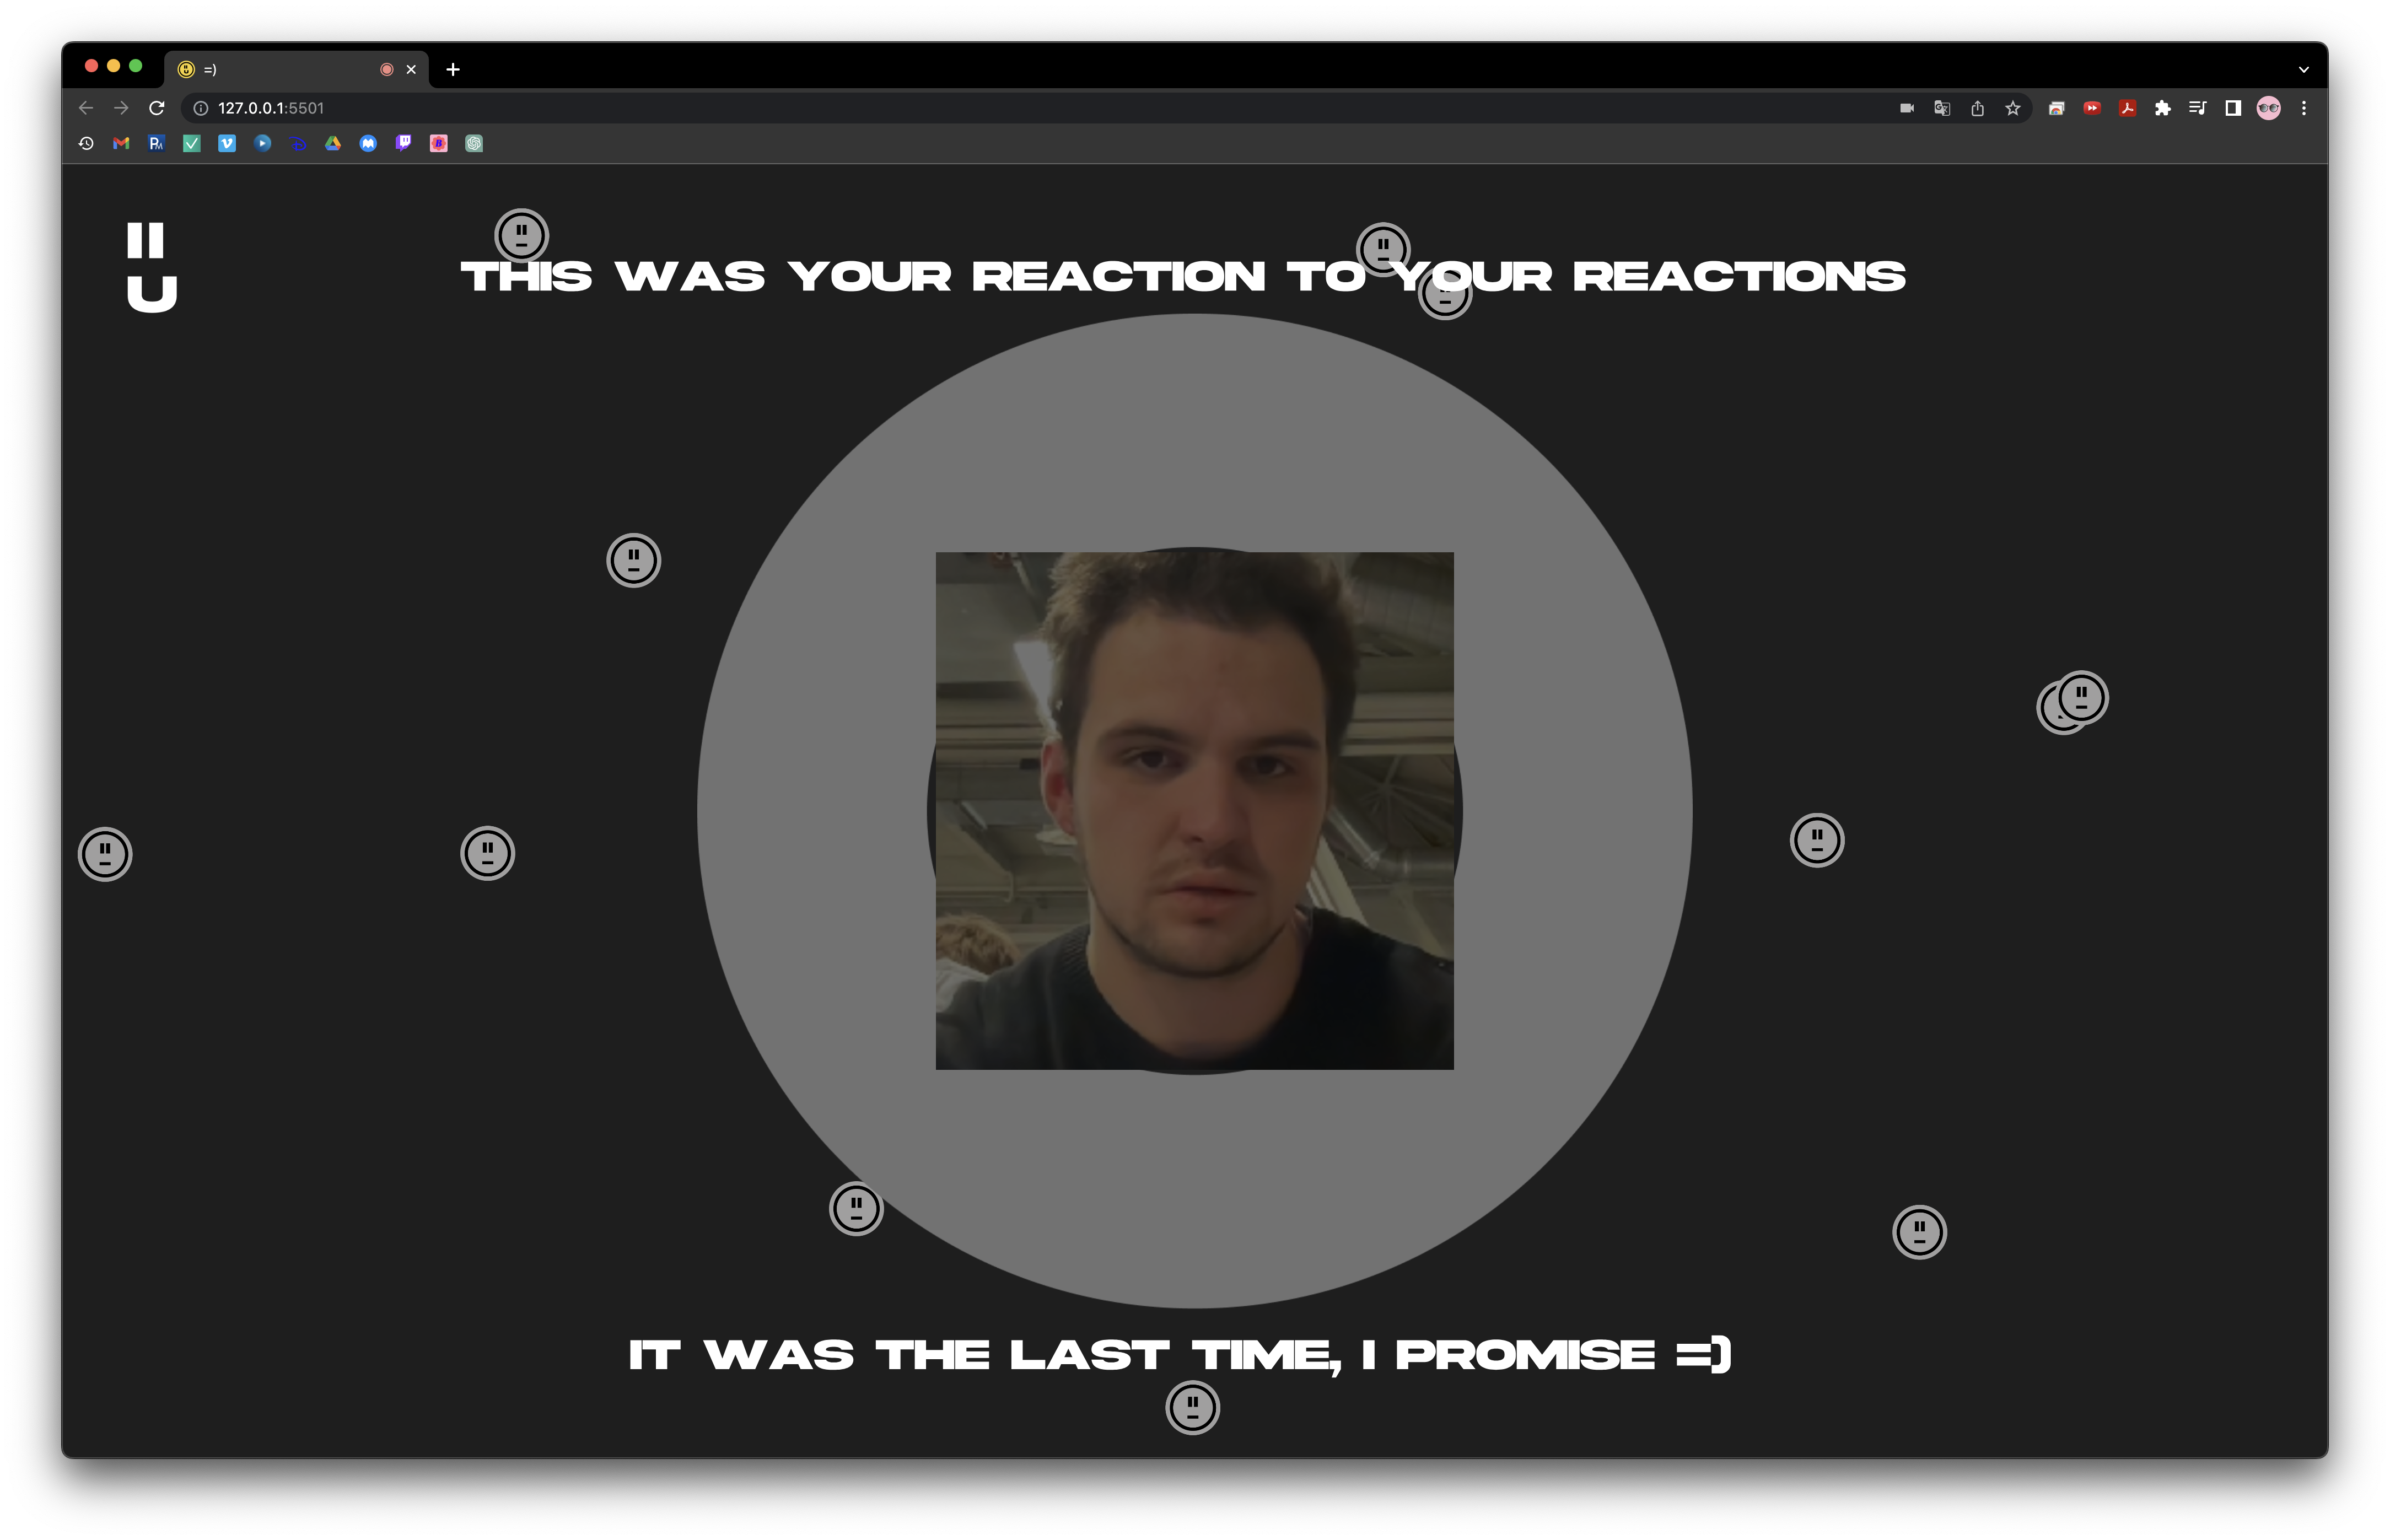 =)
127.0.0.1:5501
THIS WAS YOUR REACTION TO YOUR REACTIONS
IT WAS THE LAST TIME, I PROMISE =)